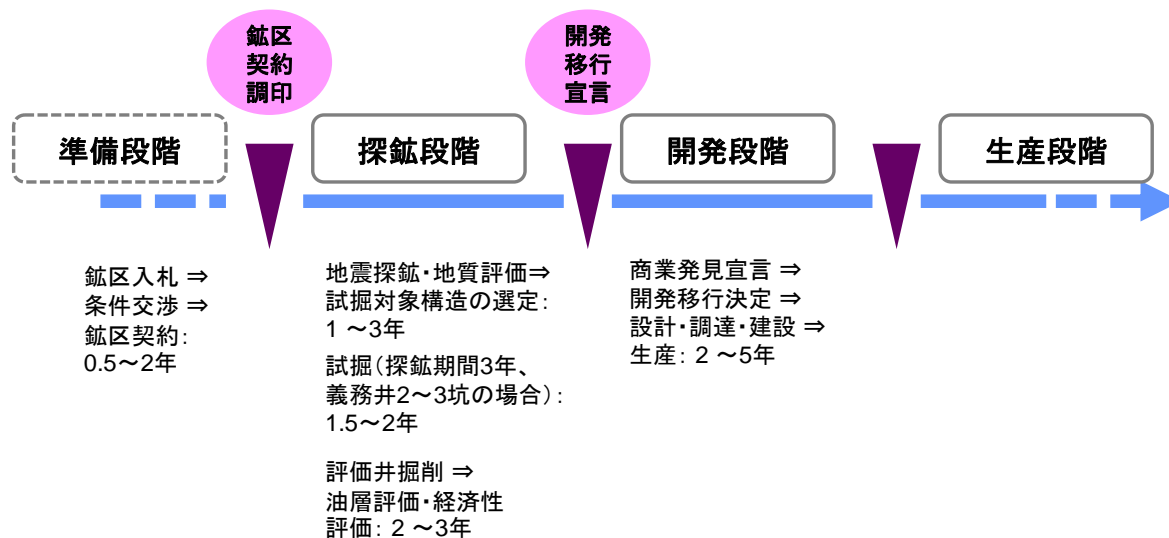 鉱区
契約
調印
開発
移行
宣言
準備段階
探鉱段階
開発段階
生産段階
鉱区入札 ⇒
条件交渉 ⇒
鉱区契約:
0.5～2年
地震探鉱・地質評価⇒
試掘対象構造の選定:
1 ～3年
試掘(探鉱期間3年、
義務井2～3坑の場合):
1.5～2年
評価井掘削 ⇒
油層評価・経済性
評価: 2 ～3年
商業発見宣言 ⇒
開発移行決定 ⇒
設計・調達・建設 ⇒
生産: 2 ～5年